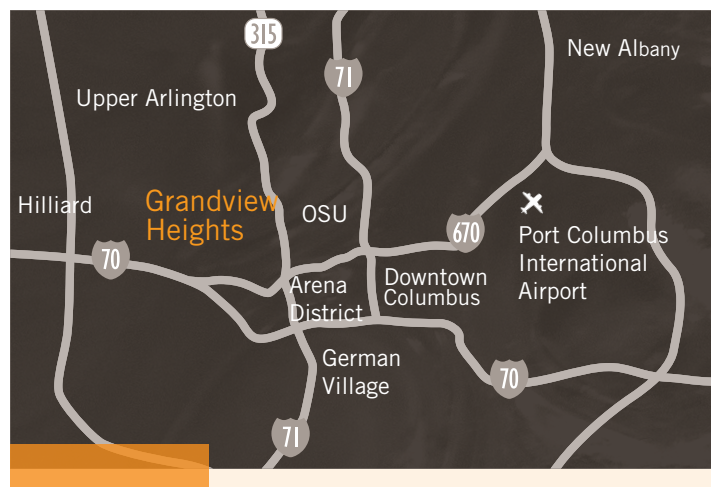 315
New Albany
71
Upper Arlington
Hilliard
Grandview
Heights
OSU
670
Port Columbus
International
Airport
70
Downtown
Columbus
Arena
District
German
Village
70
71